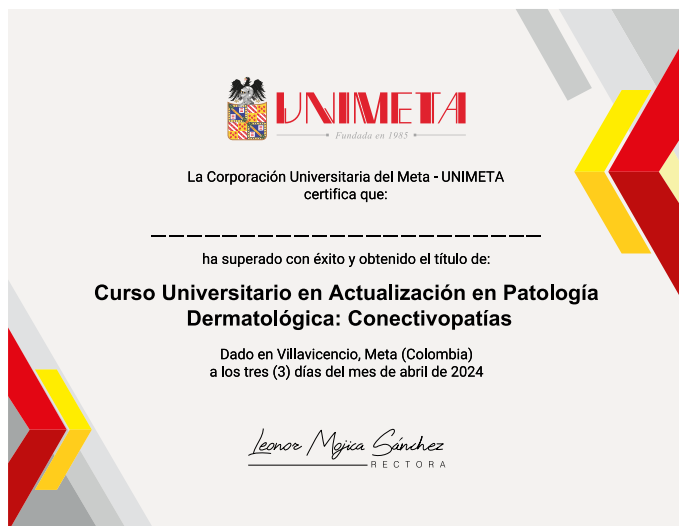 UNIMETA
Fundada en 1985
La Corporación Universitaria del Meta - UNIMETA
certifica que:
ha superado con éxito y obtenido el título de:
Curso Universitario en Actualización en Patología
Dermatológica: Conectivopatías
Dado en Villavicencio, Meta (Colombia)
a los tres (3) días del mes de abril de 2024
Leonor Mojica Sánchez
RECTORA